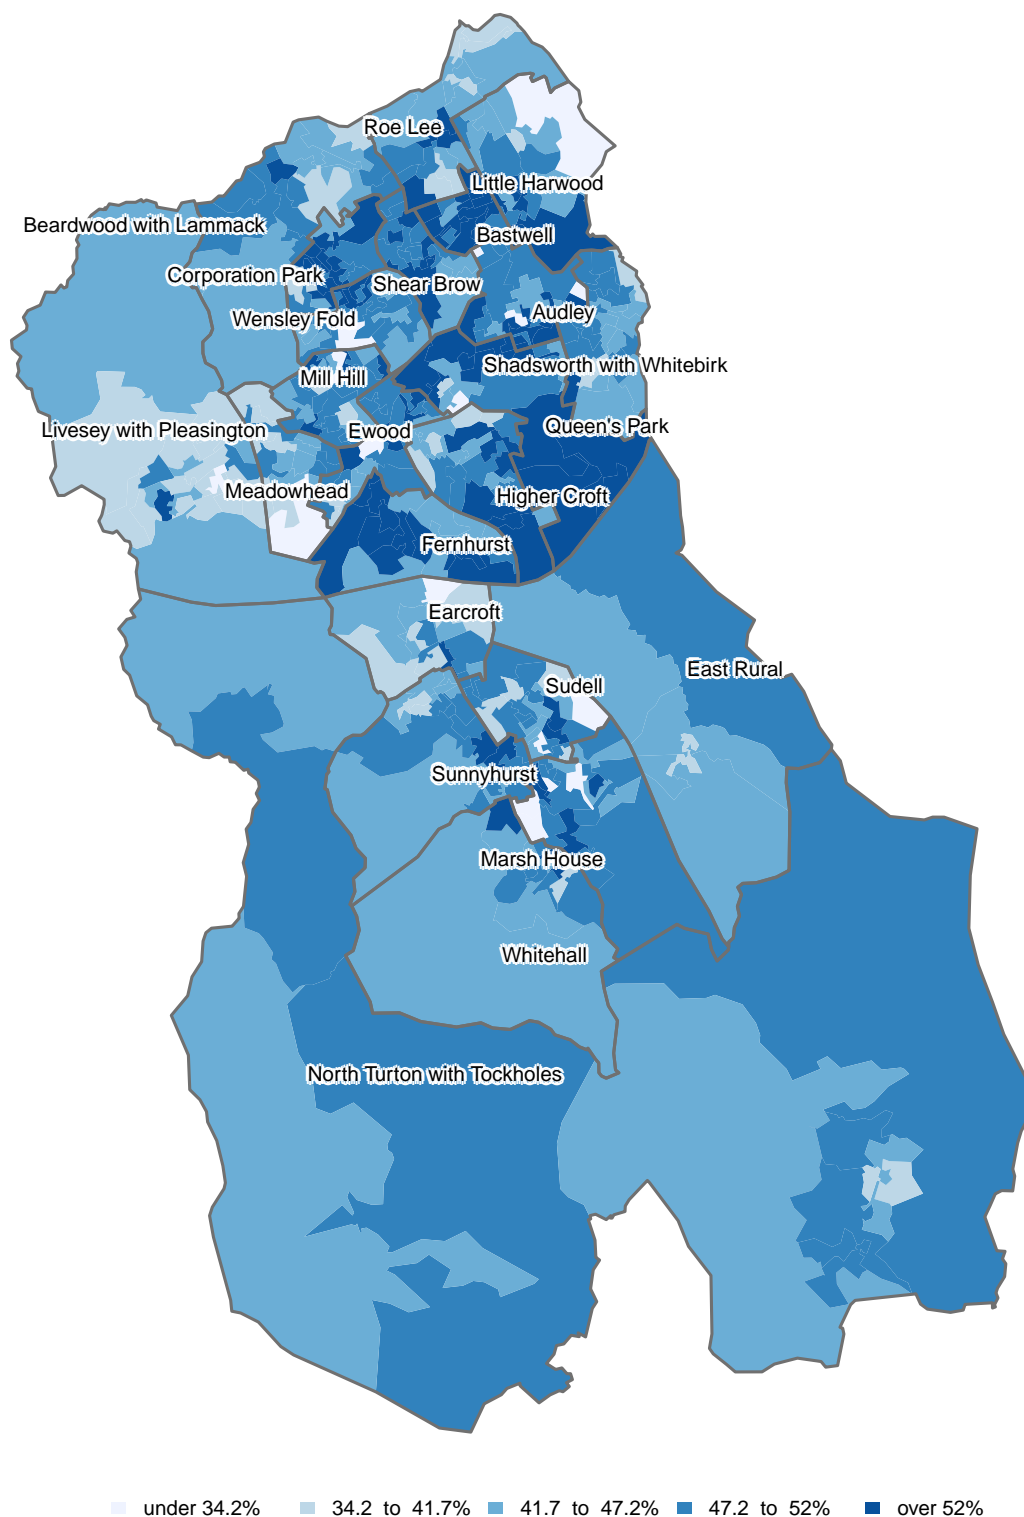 Roe Lee
Little Harwood
Beardwood with Lammack
Bastwell
Corporation Park
Shear Brow
Wensley Fold
Audley
Shadsworth with Whitebirk
Mill Hill
Queen's Park
Livesey with Pleasington
Ewood
Meadowhead
Higher Croft
Fernhurst
Earcroft
East Rural
Sudell
Sunnyhurst
Marsh House
Whitehall
North Turton with Tockholes
under 34.2% 34.2 to 41.7% 41.7 to 47.2% 47.2 to 52% over 52%